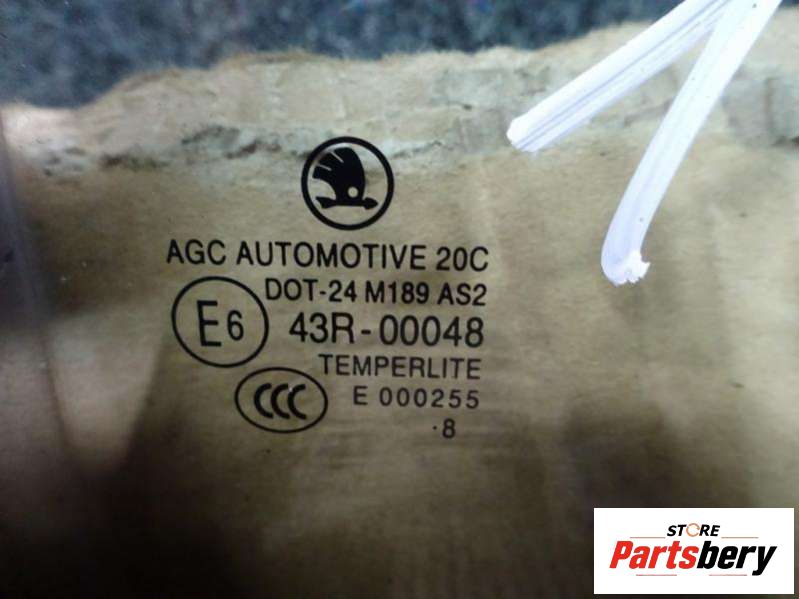 AGC AUTOMOTIVE 20C
DOT-24 M189 AS2
E6 43R-00048
TEMPERLITE
CCC E 000255
.8
STORE
Partsbery